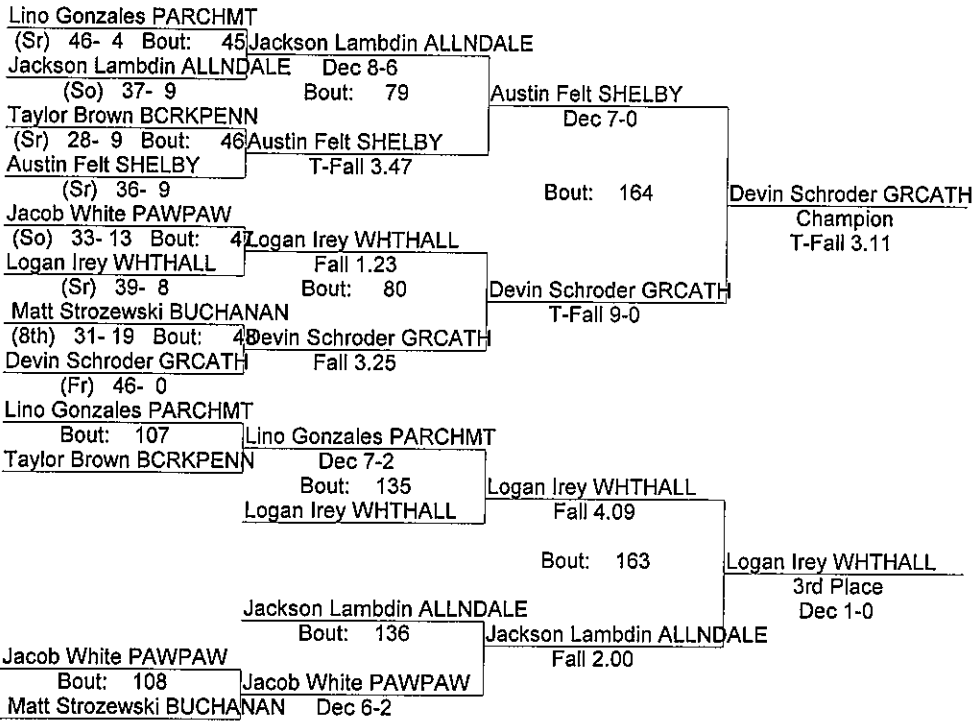 Lino Gonzales PARCHMT
(Sr) 46- 4 Bout: 45 Jackson Lambdin ALLNDALE
Jackson Lambdin ALLNDALE Dec 8-6
(So) 37- 9 Bout: 79 Austin Felt SHELBY
Taylor Brown BCRKPENN Dec 7-0
(Sr) 28- 9 Bout: 46 Austin Felt SHELBY
Austin Felt SHELBY T-Fall 3.47
(Sr) 36- 9 Bout: 164 Devin Schroder GRCATH
Jacob White PAWPAW Champion
(So) 33- 13 Bout: 47 Logan Irey WHTHALL T-Fall 3.11
Logan Irey WHTHALL Fall 1.23
(Sr) 39- 8 Bout: 80 Devin Schroder GRCATH
Matt Strozewski BUCHANAN T-Fall 9-0
(8th) 31- 19 Bout: 48 Devin Schroder GRCATH
Devin Schroder GRCATH Fall 3.25
(Fr) 46- 0
Lino Gonzales PARCHMT
Bout: 107 Lino Gonzales PARCHMT
Taylor Brown BCRKPENN Dec 7-2
Bout: 135 Logan Irey WHTHALL
Logan Irey WHTHALL Fall 4.09
Bout: 163 Logan Irey WHTHALL
3rd Place
Jackson Lambdin ALLNDALE Dec 1-0
Bout: 136 Jackson Lambdin ALLNDALE
Jacob White PAWPAW Fall 2.00
Bout: 108 Jacob White PAWPAW
Matt Strozewski BUCHANAN Dec 6-2